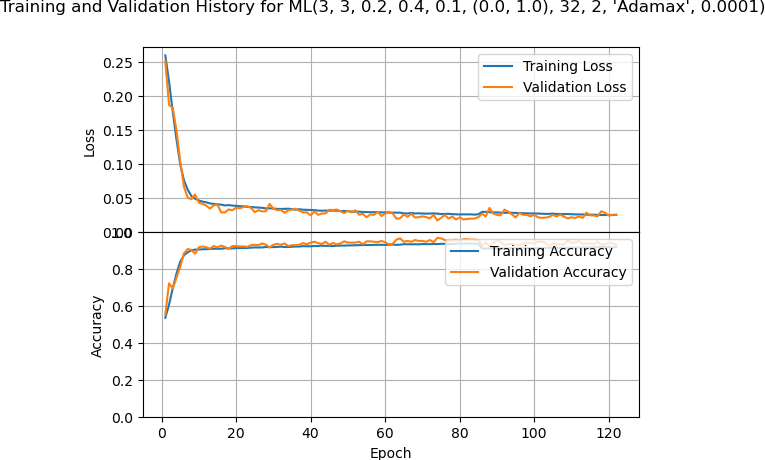 Training and Validation History for ML(3, 3, 0.2, 0.4, 0.1, (0.0, 1.0), 32, 2, 'Adamax', 0.0001)
0.25
0.20
0.15
0.10
0.05
0.00
Loss
Training Loss
Validation Loss
1.0
0.8
0.6
0.4
0.2
0.0
Accuracy
Training Accuracy
Validation Accuracy
0 20 40 60 80 100 120
Epoch